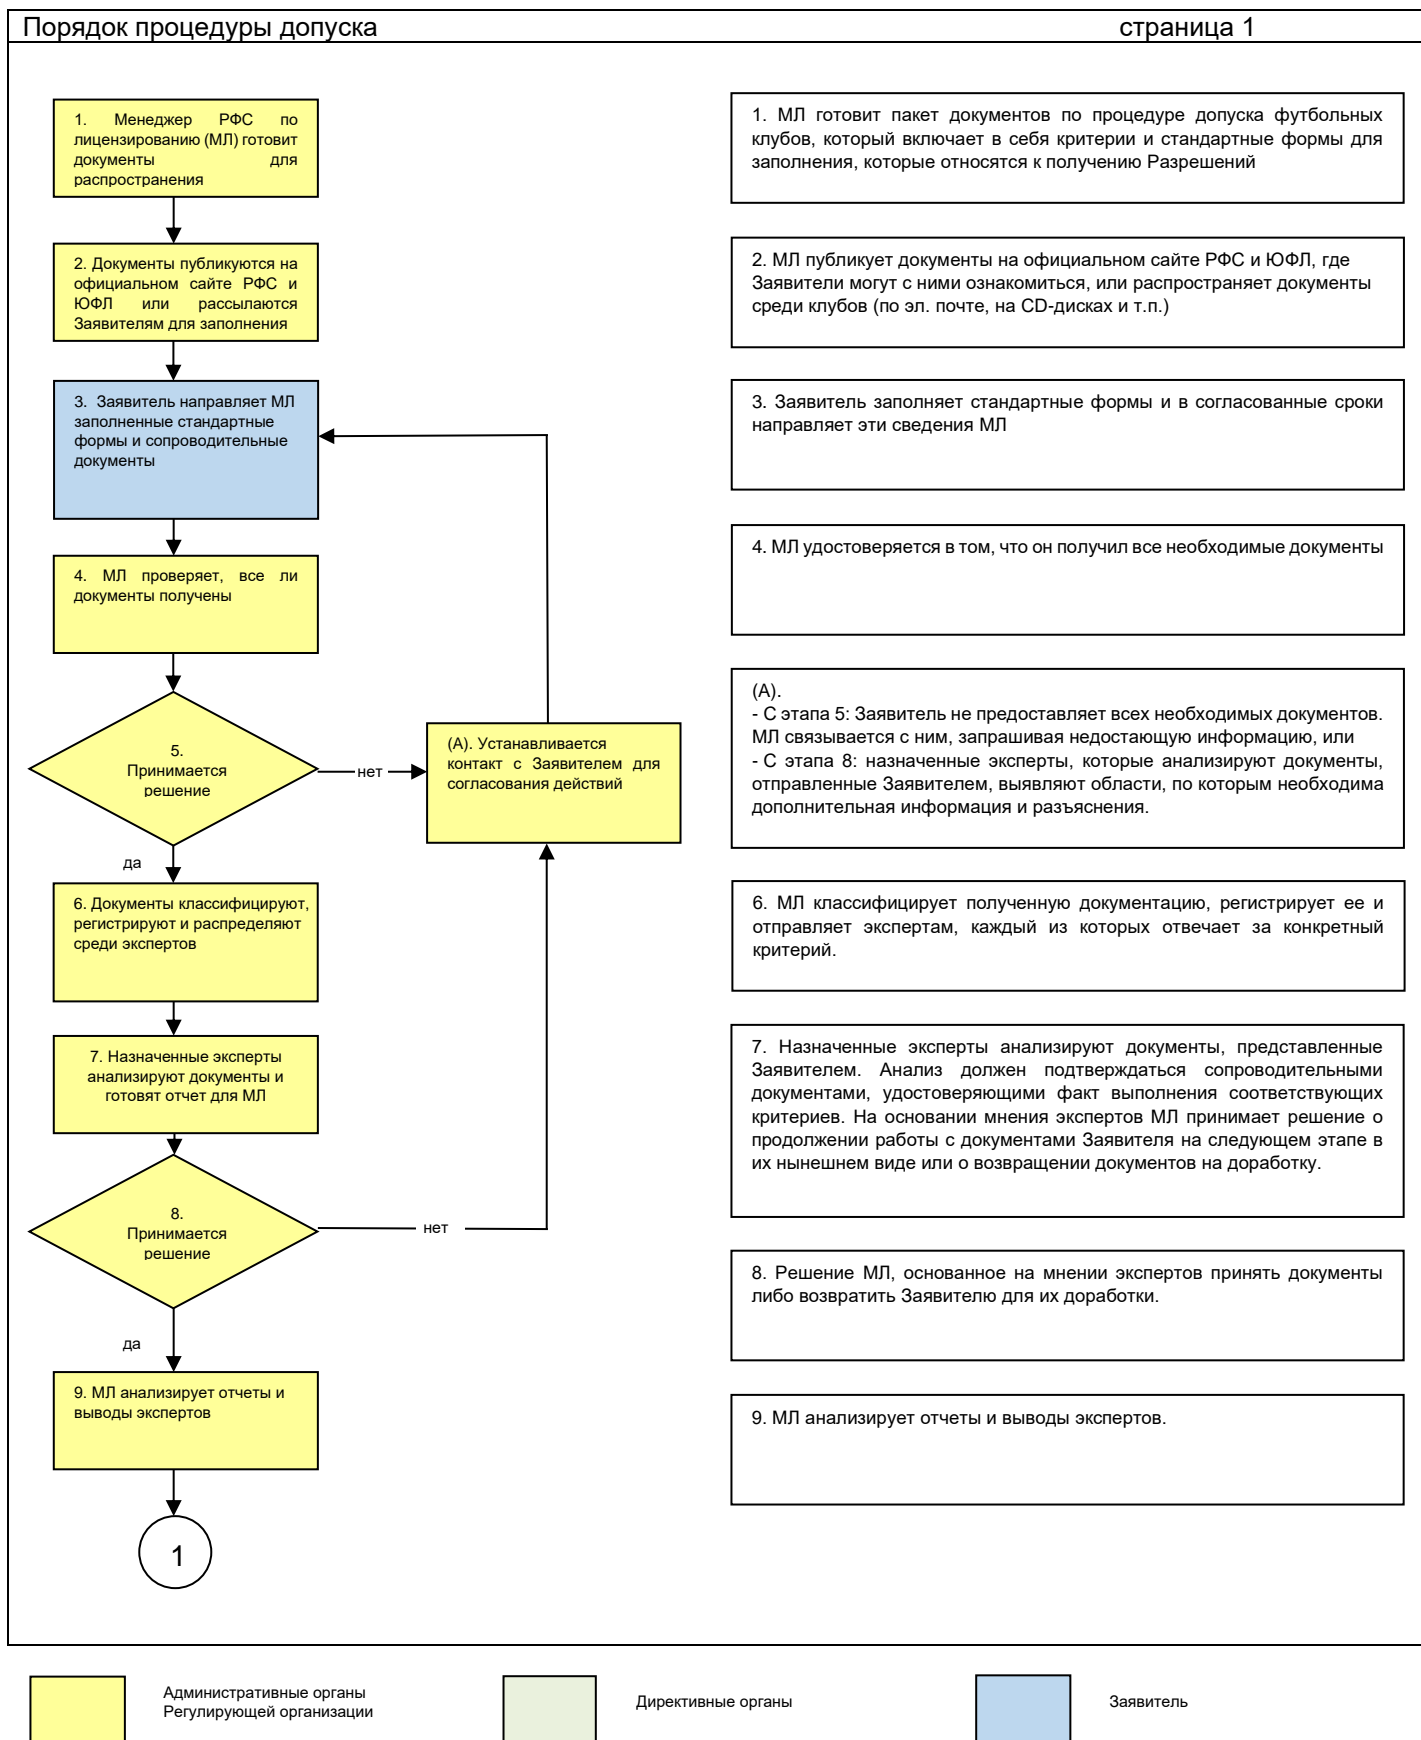 Порядок процедуры допуска страница 1
1. Менеджер РФС по
лицензированию (МЛ) готовит
документы для
распространения
1. МЛ готовит пакет документов по процедуре допуска футбольных
клубов, который включает в себя критерии и стандартные формы для
заполнения, которые относятся к получению Разрешений
2. Документы публикуются на
официальном сайте РФС и
ЮФЛ или рассылаются
Заявителям для заполнения
2. МЛ публикует документы на официальном сайте РФС и ЮФЛ, где
Заявители могут с ними ознакомиться, или распространяет документы
среди клубов (по эл. почте, на CD-дисках и т.п.)
3. Заявитель направляет МЛ
заполненные стандартные
формы и сопроводительные
документы
3. Заявитель заполняет стандартные формы и в согласованные сроки
направляет эти сведения МЛ
4. МЛ проверяет, все ли
документы получены
4. МЛ удостоверяется в том, что он получил все необходимые документы
5.
Принимается
решение
нет
(А). Устанавливается
контакт с Заявителем для
согласования действий
(А).
- С этапа 5: Заявитель не предоставляет всех необходимых документов.
МЛ связывается с ним, запрашивая недостающую информацию, или
- С этапа 8: назначенные эксперты, которые анализируют документы,
отправленные Заявителем, выявляют области, по которым необходима
дополнительная информация и разъяснения.
да
6. Документы классифицируют,
регистрируют и распределяют
среди экспертов
6. МЛ классифицирует полученную документацию, регистрирует ее и
отправляет экспертам, каждый из которых отвечает за конкретный
критерий.
7. Назначенные эксперты
анализируют документы и
готовят отчет для МЛ
7. Назначенные эксперты анализируют документы, представленные
Заявителем. Анализ должен подтверждаться сопроводительными
документами, удостоверяющими факт выполнения соответствующих
критериев. На основании мнения экспертов МЛ принимает решение о
продолжении работы с документами Заявителя на следующем этапе в
их нынешнем виде или о возвращении документов на доработку.
8.
Принимается
решение
нет
8. Решение МЛ, основанное на мнении экспертов принять документы
либо возвратить Заявителю для их доработки.
да
9. МЛ анализирует отчеты и
выводы экспертов
9. МЛ анализирует отчеты и выводы экспертов.
1
Административные органы
Регулирующей организации
Директивные органы
Заявитель